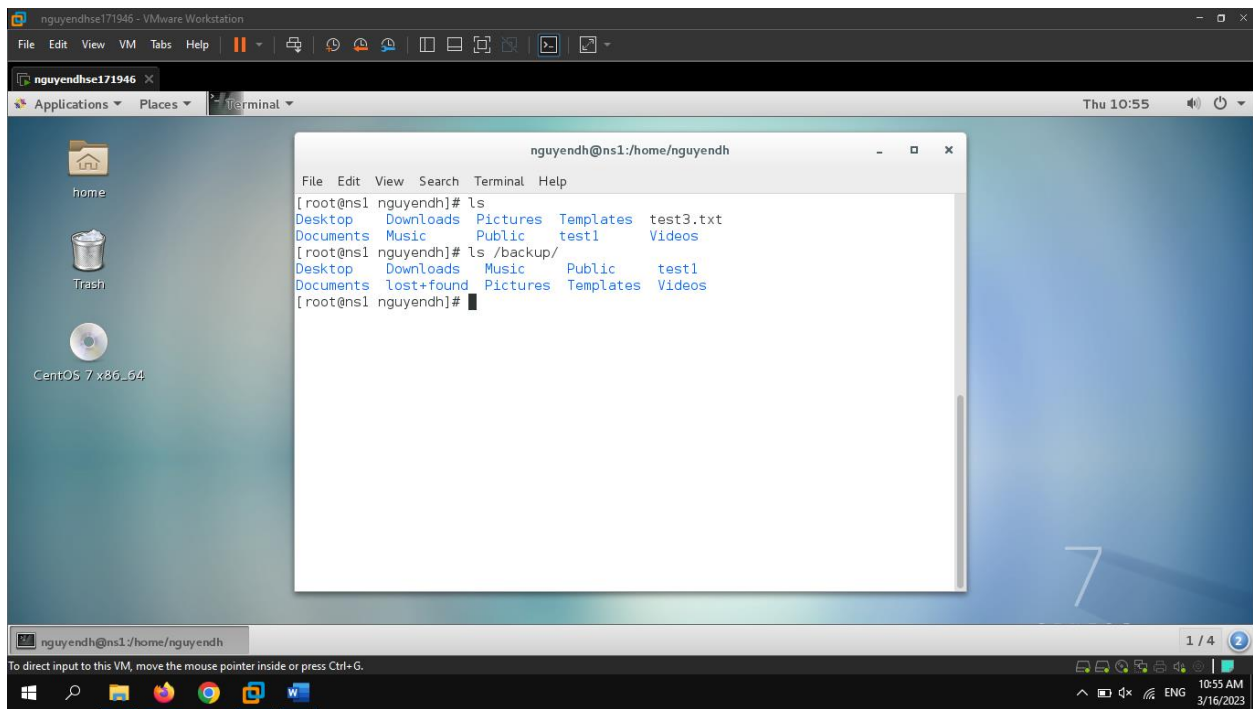 nguyendhse171946 - VMware Workstation
File Edit View VM Tabs Help
nguyendhse171946
Applications Places Terminal Thu 10:55
home
Trash
CentOS 7 x86_64
nguyendh@ns1:/home/nguyendh
File Edit View Search Terminal Help
[root@ns1 nguyendh]# ls
Desktop Downloads Pictures Templates test3.txt
Documents Music Public test1 Videos
[root@ns1 nguyendh]# ls /backup/
Desktop Downloads Music Public test1
Documents lost+found Pictures Templates Videos
[root@ns1 nguyendh]#
7
nguyendh@ns1:/home/nguyendh 1 / 4 2
To direct input to this VM, move the mouse pointer inside or press Ctrl+G.
ENG 10:55 AM
3/16/2023